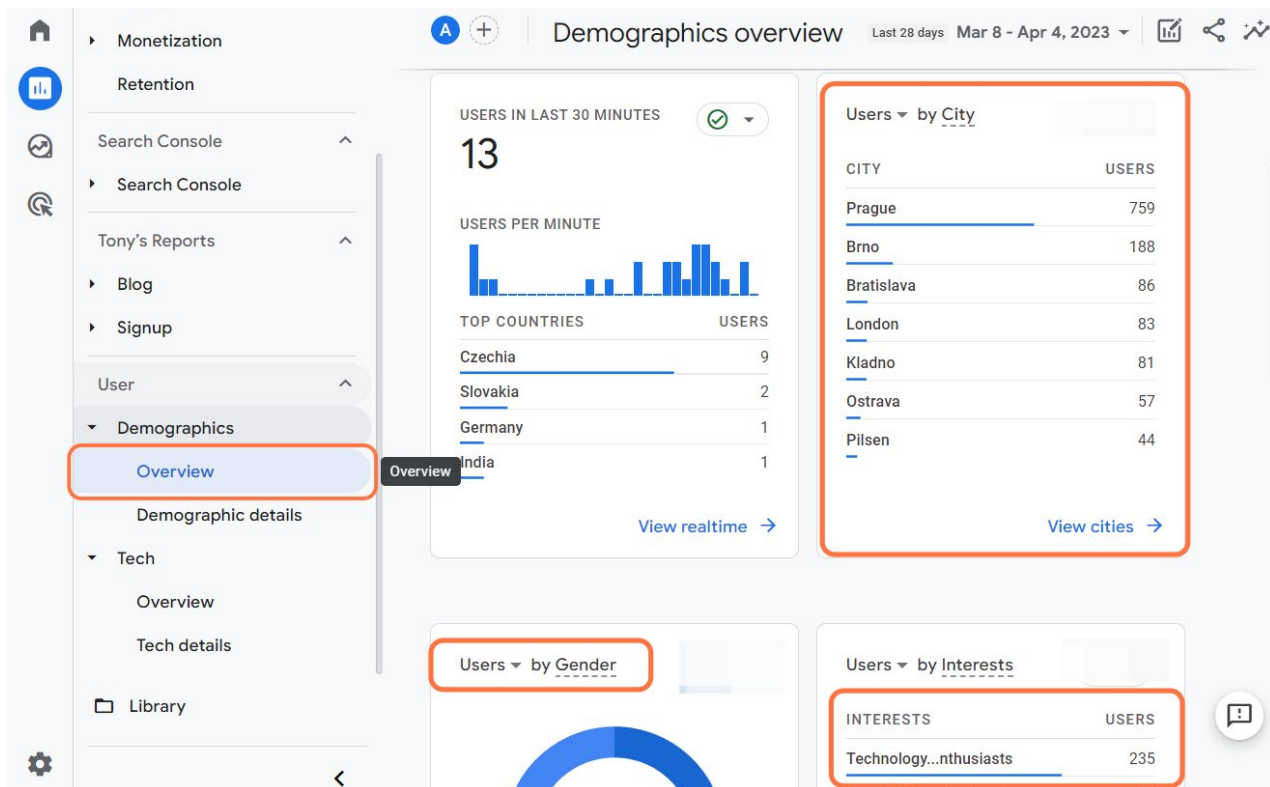 Monetization
Retention
Search Console
Search Console
Tony's Reports
Blog
Signup
User
Demographics
Overview
Overview
Demographic details
Tech
Overview
Tech details
Library
A
Demographics overview
Last 28 days Mar 8 - Apr 4, 2023
USERS IN LAST 30 MINUTES
13
USERS PER MINUTE
TOP COUNTRIES USERS
Czechia 9
Slovakia 2
Germany 1
India 1
View realtime
Users by City
CITY USERS
Prague 759
Brno 188
Bratislava 86
London 83
Kladno 81
Ostrava 57
Pilsen 44
View cities
Users by Gender
Users by Interests
INTERESTS USERS
Technology...nthusiasts 235